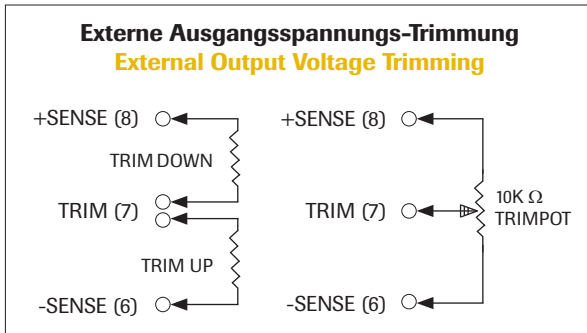 Externe Ausgangsspannungs-Trimmung
External Output Voltage Trimming
+SENSE (8)
TRIM DOWN
TRIM (7)
TRIM UP
-SENSE (6)
+SENSE (8)
TRIM (7)
10K Ω
TRIMPOT
-SENSE (6)